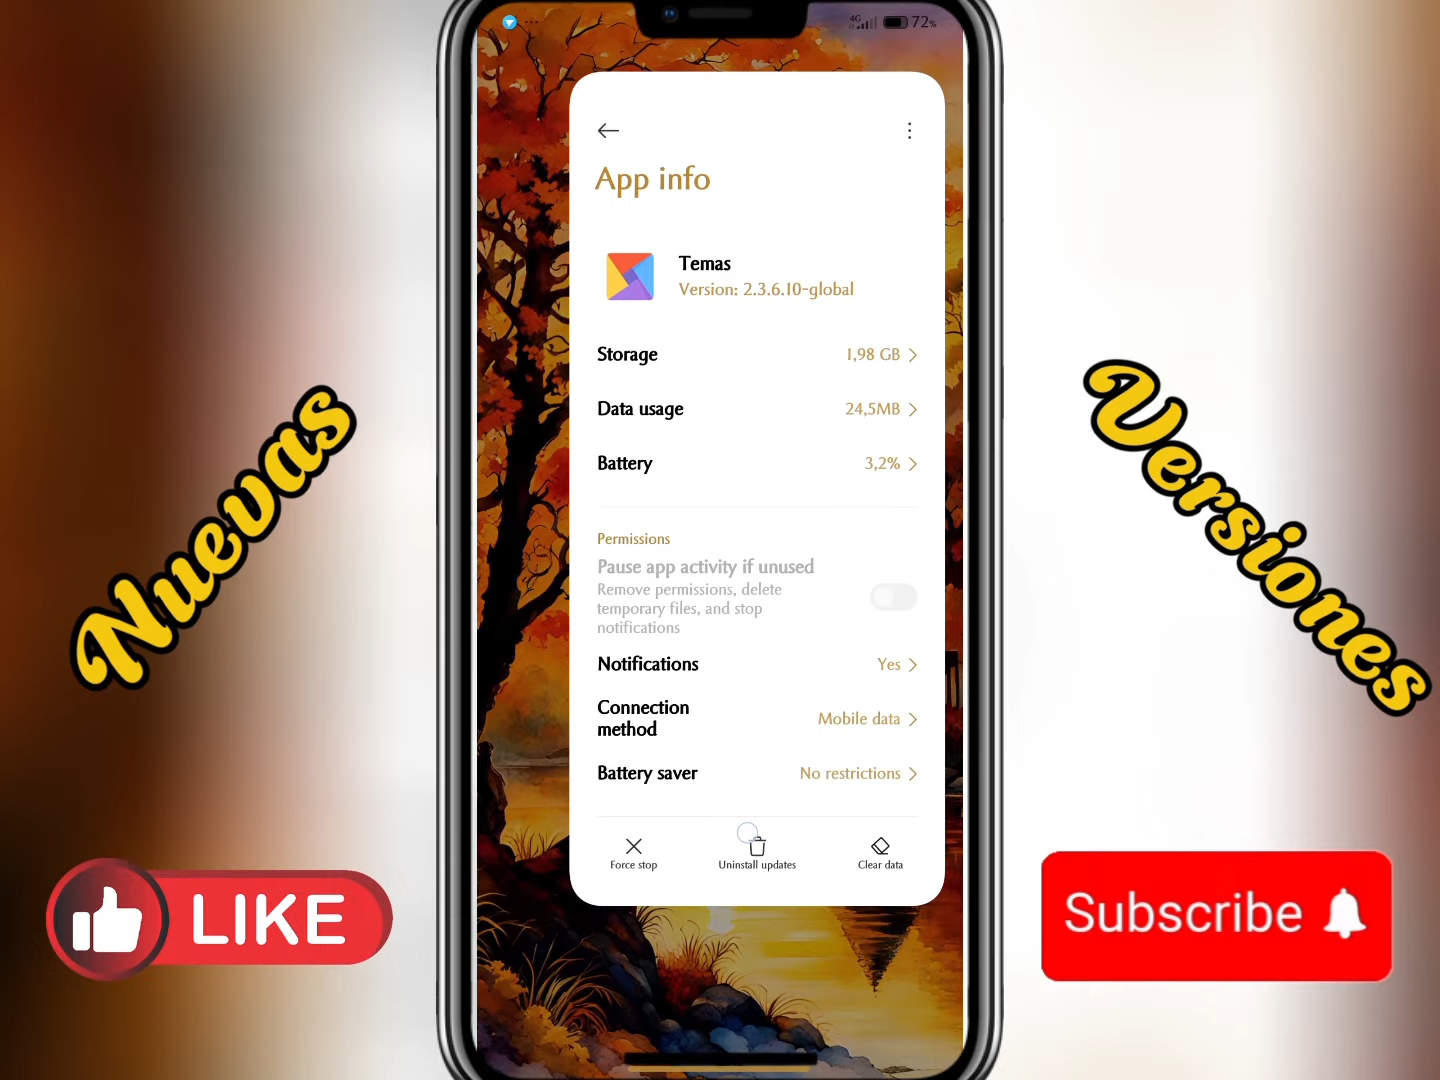 4G
72%
App info
Temas
Version: 2.3.6.10-global
Storage
1,98 GB
Data usage
24,5MB
Battery
3,2%
Permissions
Pause app activity if unused
Remove permissions, delete
temporary files, and stop
notifications
Notifications
Yes
Connection
method
Mobile data
Battery saver
No restrictions
Force stop
Uninstall updates
Clear data
Nuevas
Versiones
LIKE
Subscribe